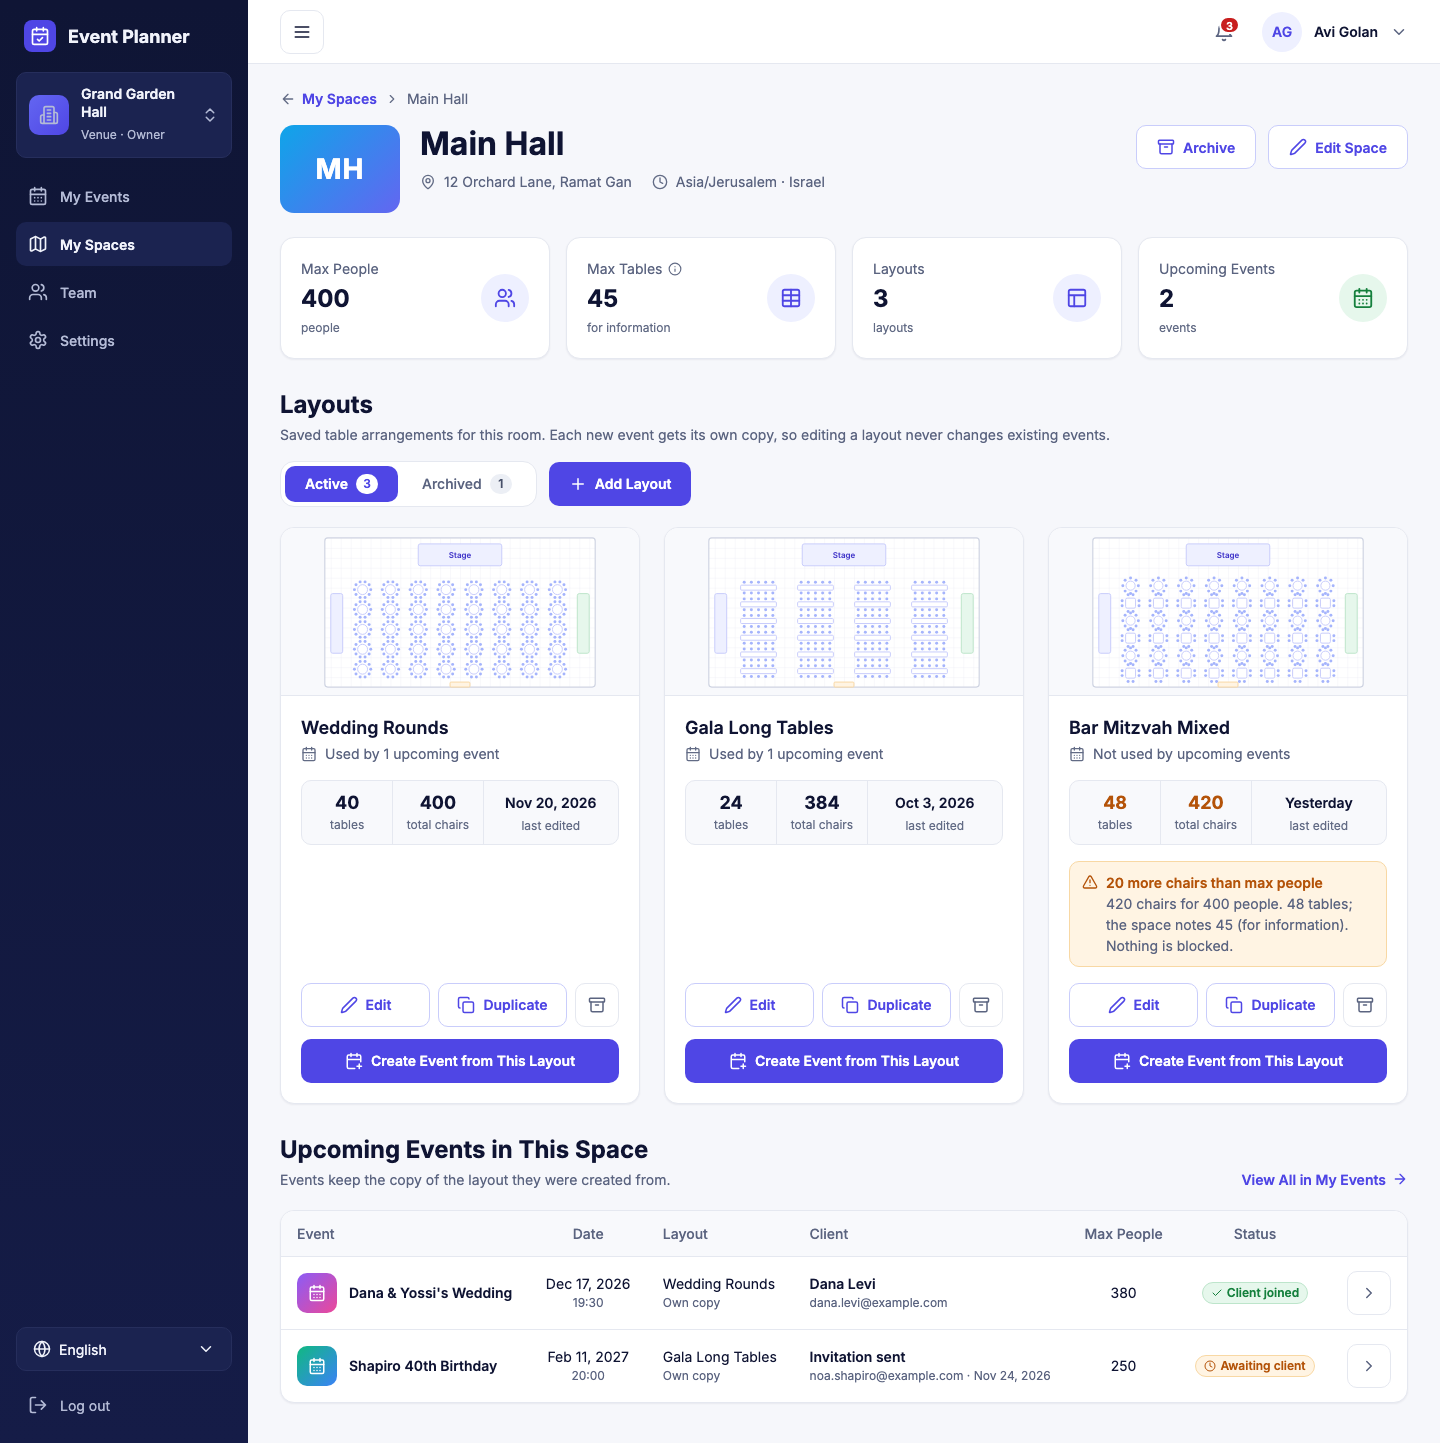 Event Planner
Grand Garden
Hall
Venue · Owner
My Events
My Spaces
Team
Settings
English
Log out
3
AG
Avi Golan
My Spaces
Main Hall
MH
Main Hall
12 Orchard Lane, Ramat Gan
Asia/Jerusalem · Israel
Archive
Edit Space
Max People
400
people
Max Tables
45
for information
Layouts
3
layouts
Upcoming Events
2
events
Layouts
Saved table arrangements for this room. Each new event gets its own copy, so editing a layout never changes existing events.
Active 3
Archived 1
Add Layout
Stage
Wedding Rounds
Used by 1 upcoming event
40
tables
400
total chairs
Nov 20, 2026
last edited
Edit
Duplicate
Create Event from This Layout
Stage
Gala Long Tables
Used by 1 upcoming event
24
tables
384
total chairs
Oct 3, 2026
last edited
Edit
Duplicate
Create Event from This Layout
Stage
Bar Mitzvah Mixed
Not used by upcoming events
48
tables
420
total chairs
Yesterday
last edited
20 more chairs than max people
420 chairs for 400 people. 48 tables;
the space notes 45 (for information).
Nothing is blocked.
Edit
Duplicate
Create Event from This Layout
Upcoming Events in This Space
Events keep the copy of the layout they were created from.
View All in My Events
Event
Date
Layout
Client
Max People
Status
Dana & Yossi's Wedding
Dec 17, 2026
19:30
Wedding Rounds
Own copy
Dana Levi
dana.levi@example.com
380
Client joined
Shapiro 40th Birthday
Feb 11, 2027
20:00
Gala Long Tables
Own copy
Invitation sent
noa.shapiro@example.com · Nov 24, 2026
250
Awaiting client